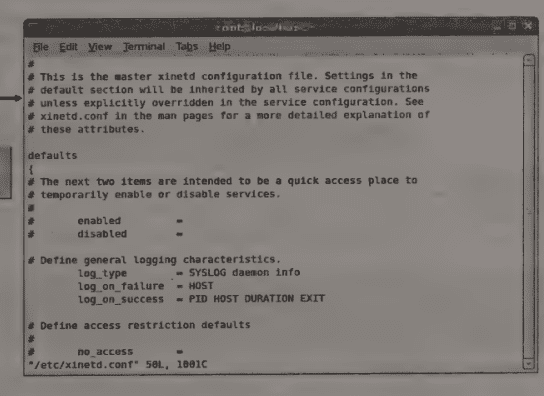 File Edit View Terminal Tabs Help
#
# This is the master xinetd configuration file. Settings in the
# default section will be inherited by all service configurations
# unless explicitly overridden in the service configuration. See
# xinetd.conf in the man pages for a more detailed explanation of
# these attributes.
defaults
{
# The next two items are intended to be a quick access place to
# temporarily enable or disable services.
#
# enabled =
# disabled =
# Define general logging characteristics.
log_type = SYSLOG daemon info
log_on_failure = HOST
log_on_success = PID HOST DURATION EXIT
# Define access restriction defaults
#
# no_access =
"/etc/xinetd.conf" 50L, 1001C